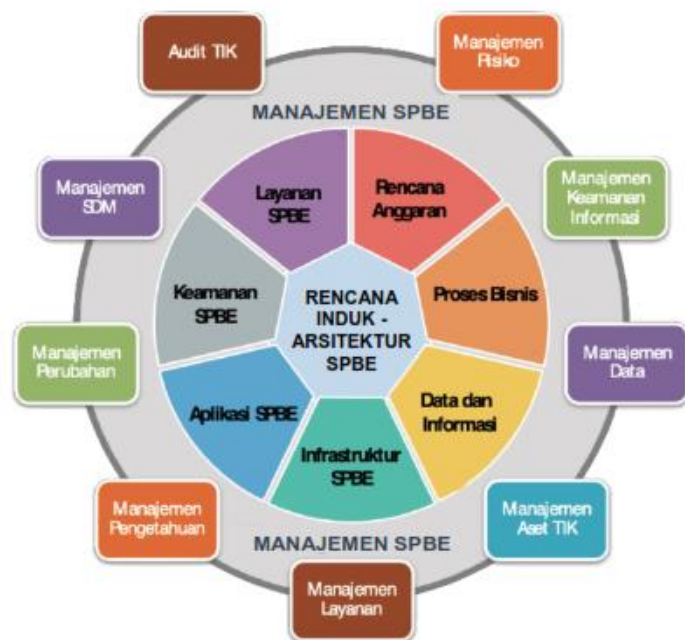 Audit TIK
Manajemen
Risiko
MANAJEMEN SPBE
Manajemen
SDM
Layanan
SPBE
Rencana
Anggaran
Manajemen
Keamanan
Informasi
Keamanan
SPBE
RENCANA
INDUK -
ARSITEKTUR
SPBE
Proses Bisnis
Manajemen
Perubahan
Manajemen
Data
Aplikasi SPBE
Data dan
Informasi
Infrastruktur
SPBE
Manajemen
Pengetahuan
Manajemen
Aset TIK
MANAJEMEN SPBE
Manajemen
Layanan